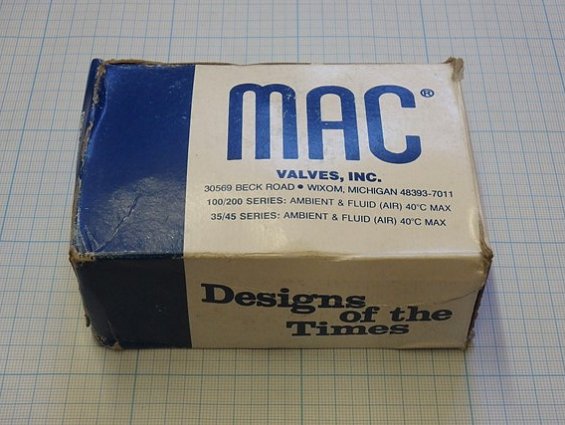 MAC®
VALVES, INC.
30569 BECK ROAD • WIXOM, MICHIGAN 48393-7011
100/200 SERIES: AMBIENT & FLUID (AIR) 40°C MAX
35/45 SERIES: AMBIENT & FLUID (AIR) 40°C MAX
Designs
of the
Times